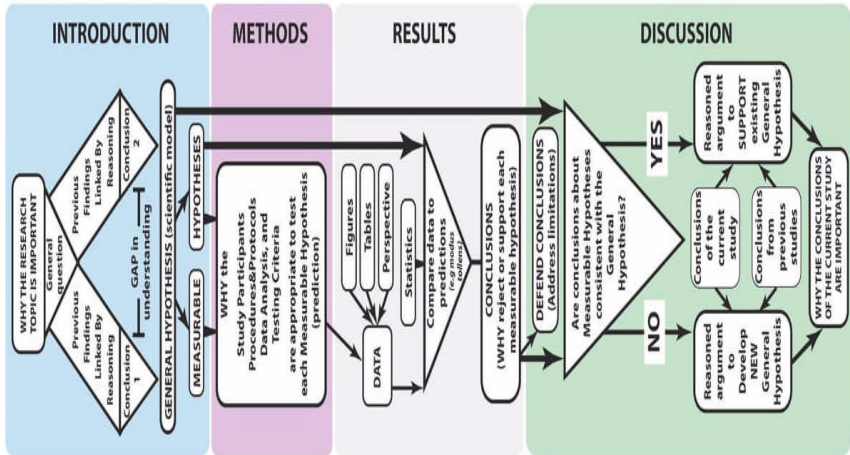 INTRODUCTION
WHY THE RESEARCH
TOPIC IS IMPORTANT
General
question
Previous
Findings
Linked By
Reasoning
Conclusion
1
Previous
Findings
Linked By
Reasoning
Conclusion
2
GAP in
understanding
GENERAL HYPOTHESIS (scientific model)
MEASURABLE
HYPOTHESES
METHODS
WHY the
Study Participants
Procedures&Protocols
Data Analysis, and
Testing Criteria
are appropriate to test
each Measurable Hypothesis
(prediction)
RESULTS
Figures
Tables
Perspective
DATA
Statistics
Compare data to
predictions
(e.g modus
tollens)
CONCLUSIONS
(WHY reject or support each
measurable hypothesis)
DISCUSSION
DEFEND CONCLUSIONS
(Address limitations)
Are conclusions about
Measurable Hypotheses
consistent with the
General
Hypothesis?
NO
YES
Reasoned
argument
to
Develop
NEW
General
Hypothesis
Conclusions
of the
current
study
Conclusions
from
previous
studies
Reasoned
argument
to
SUPPORT
existing
General
Hypothesis
WHY THE CONCLUSIONS
OF THE CURRENT STUDY
ARE IMPORTANT